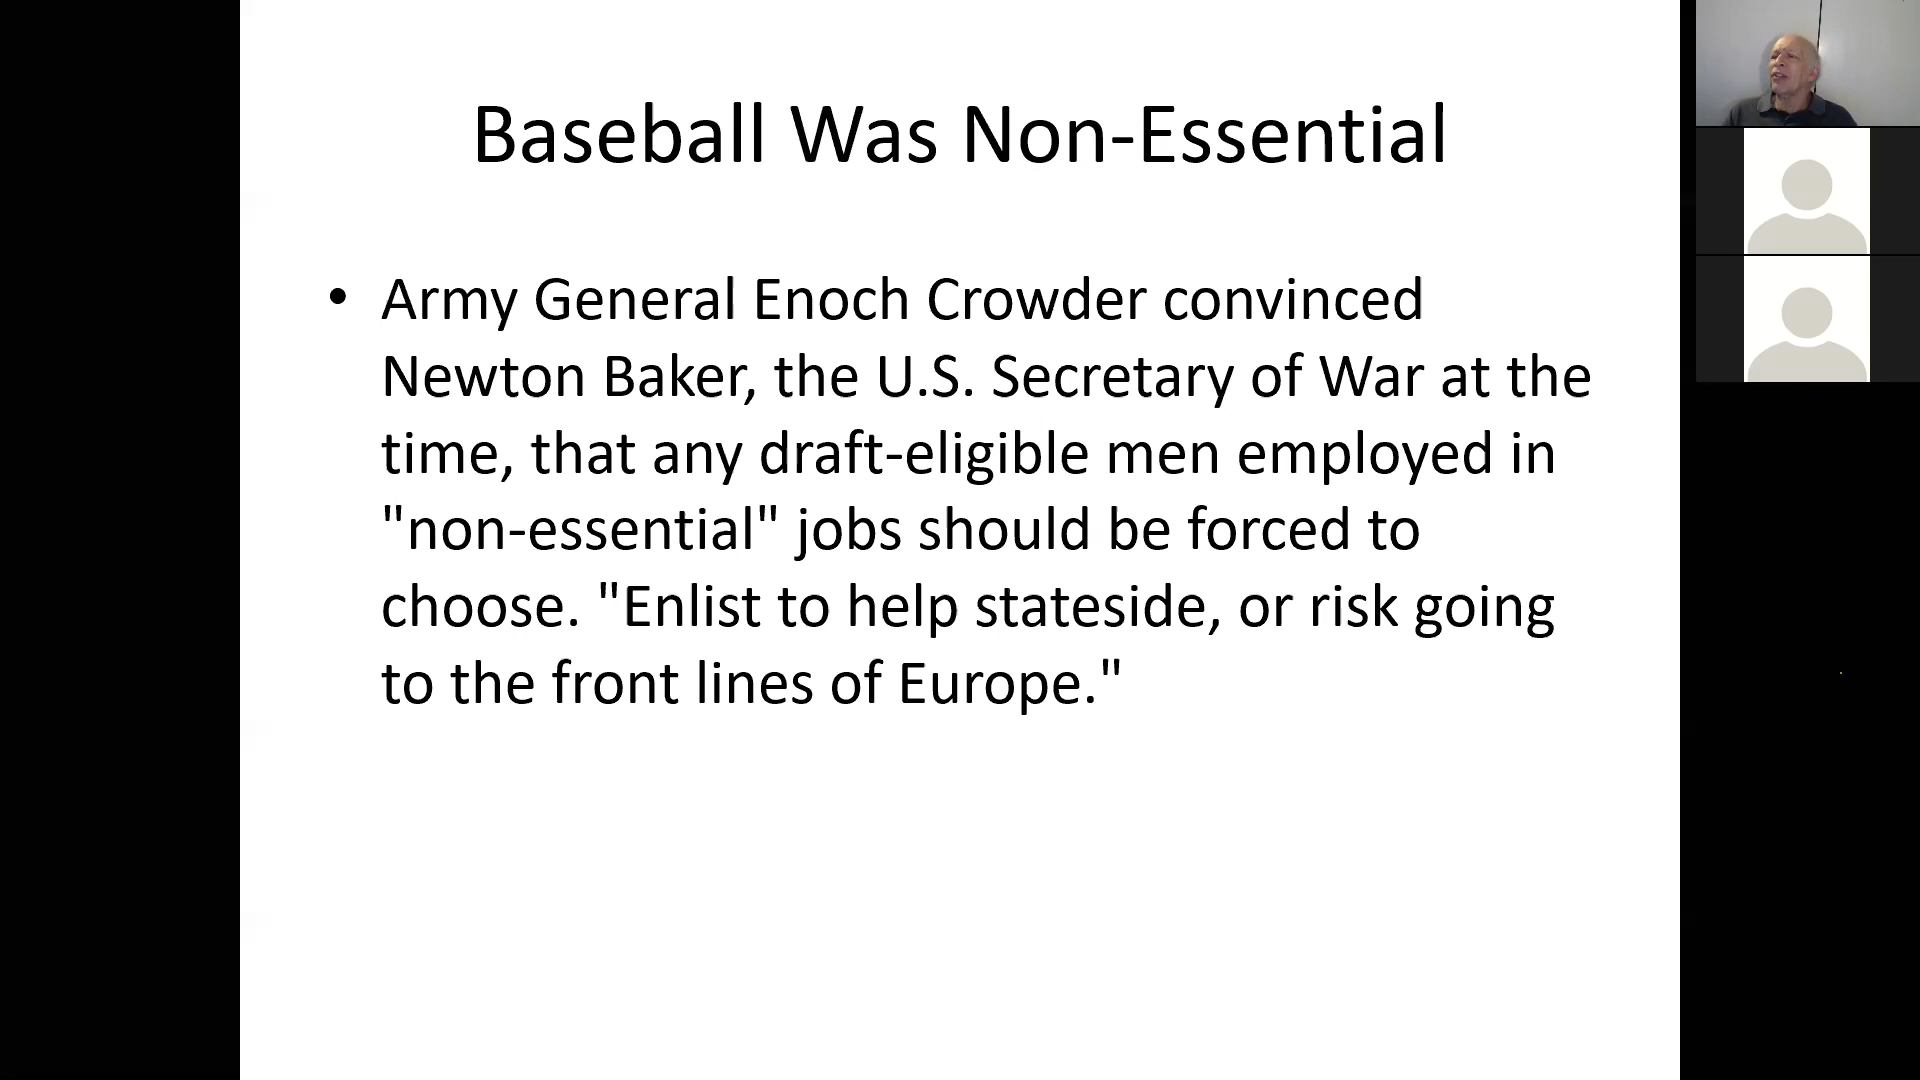 Baseball Was Non-Essential
• Army General Enoch Crowder convinced
Newton Baker, the U.S. Secretary of War at the
time, that any draft-eligible men employed in
"non-essential" jobs should be forced to
choose. "Enlist to help stateside, or risk going
to the front lines of Europe."